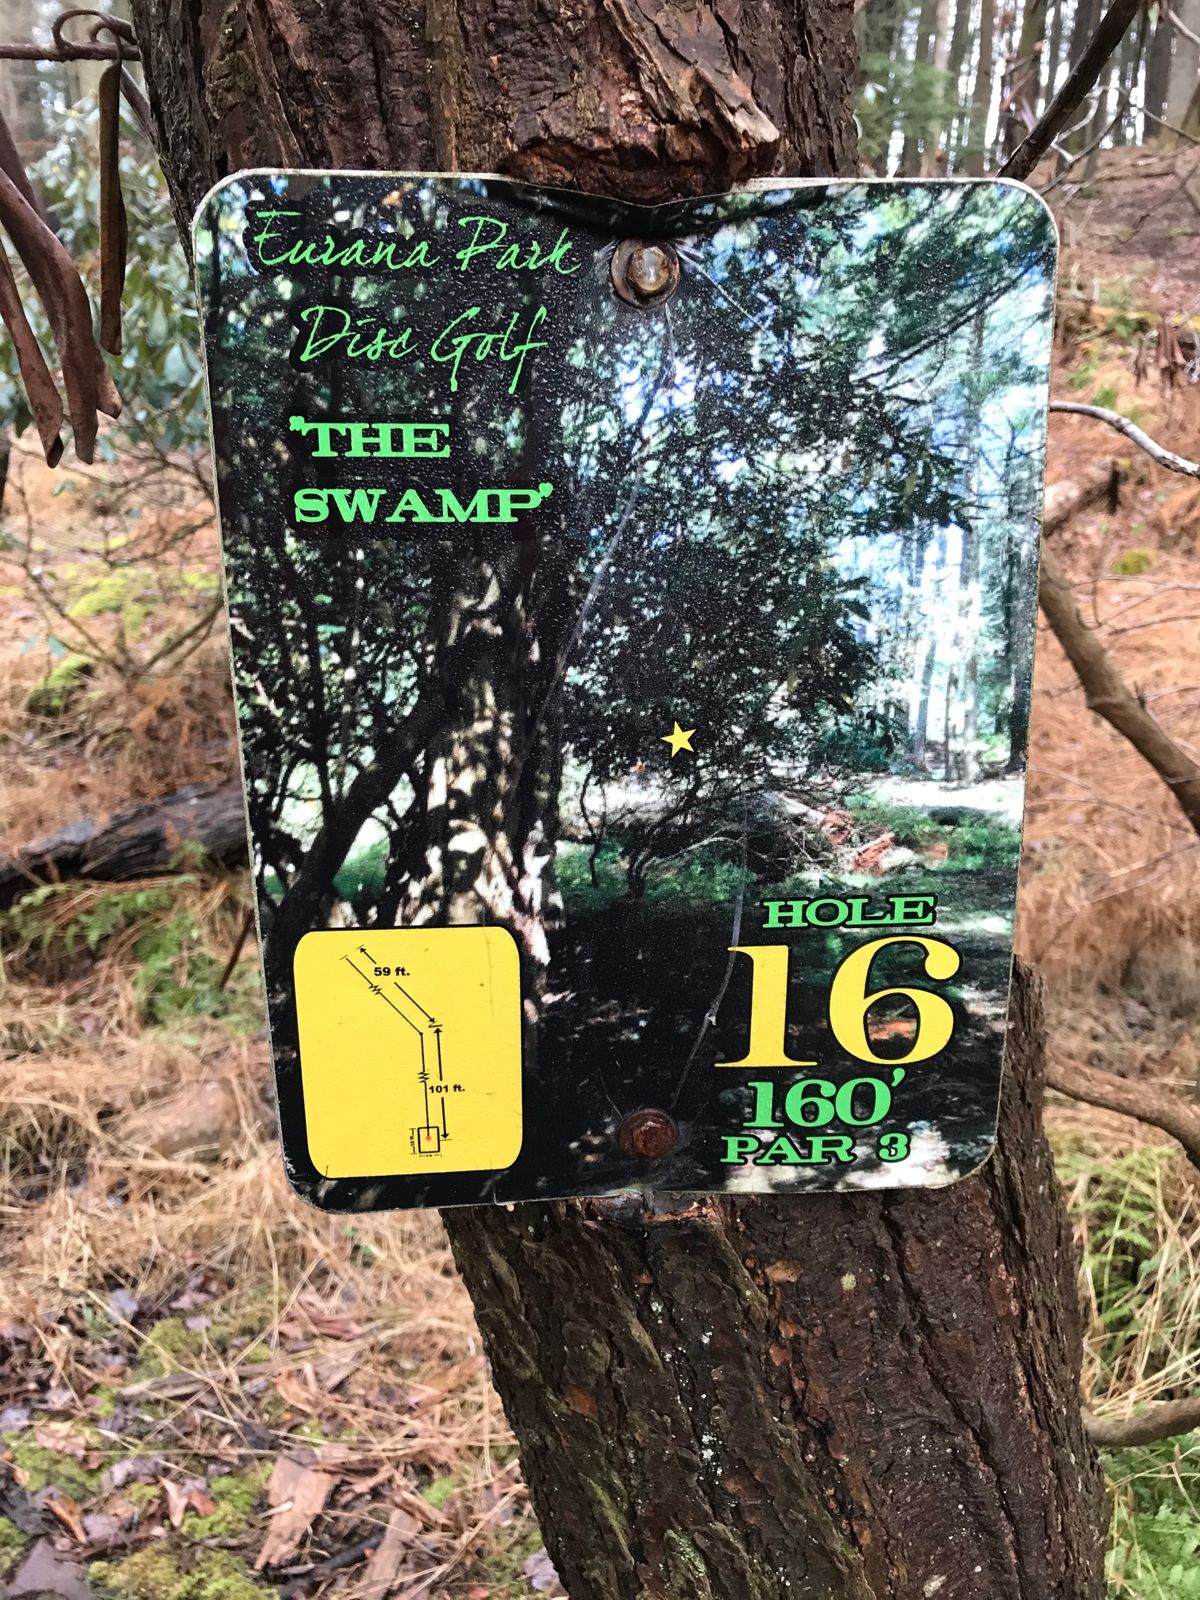 Eurana Park
Disc Golf
"THE
SWAMP"
59 ft.
101 ft.
HOLE
16
160'
PAR 3